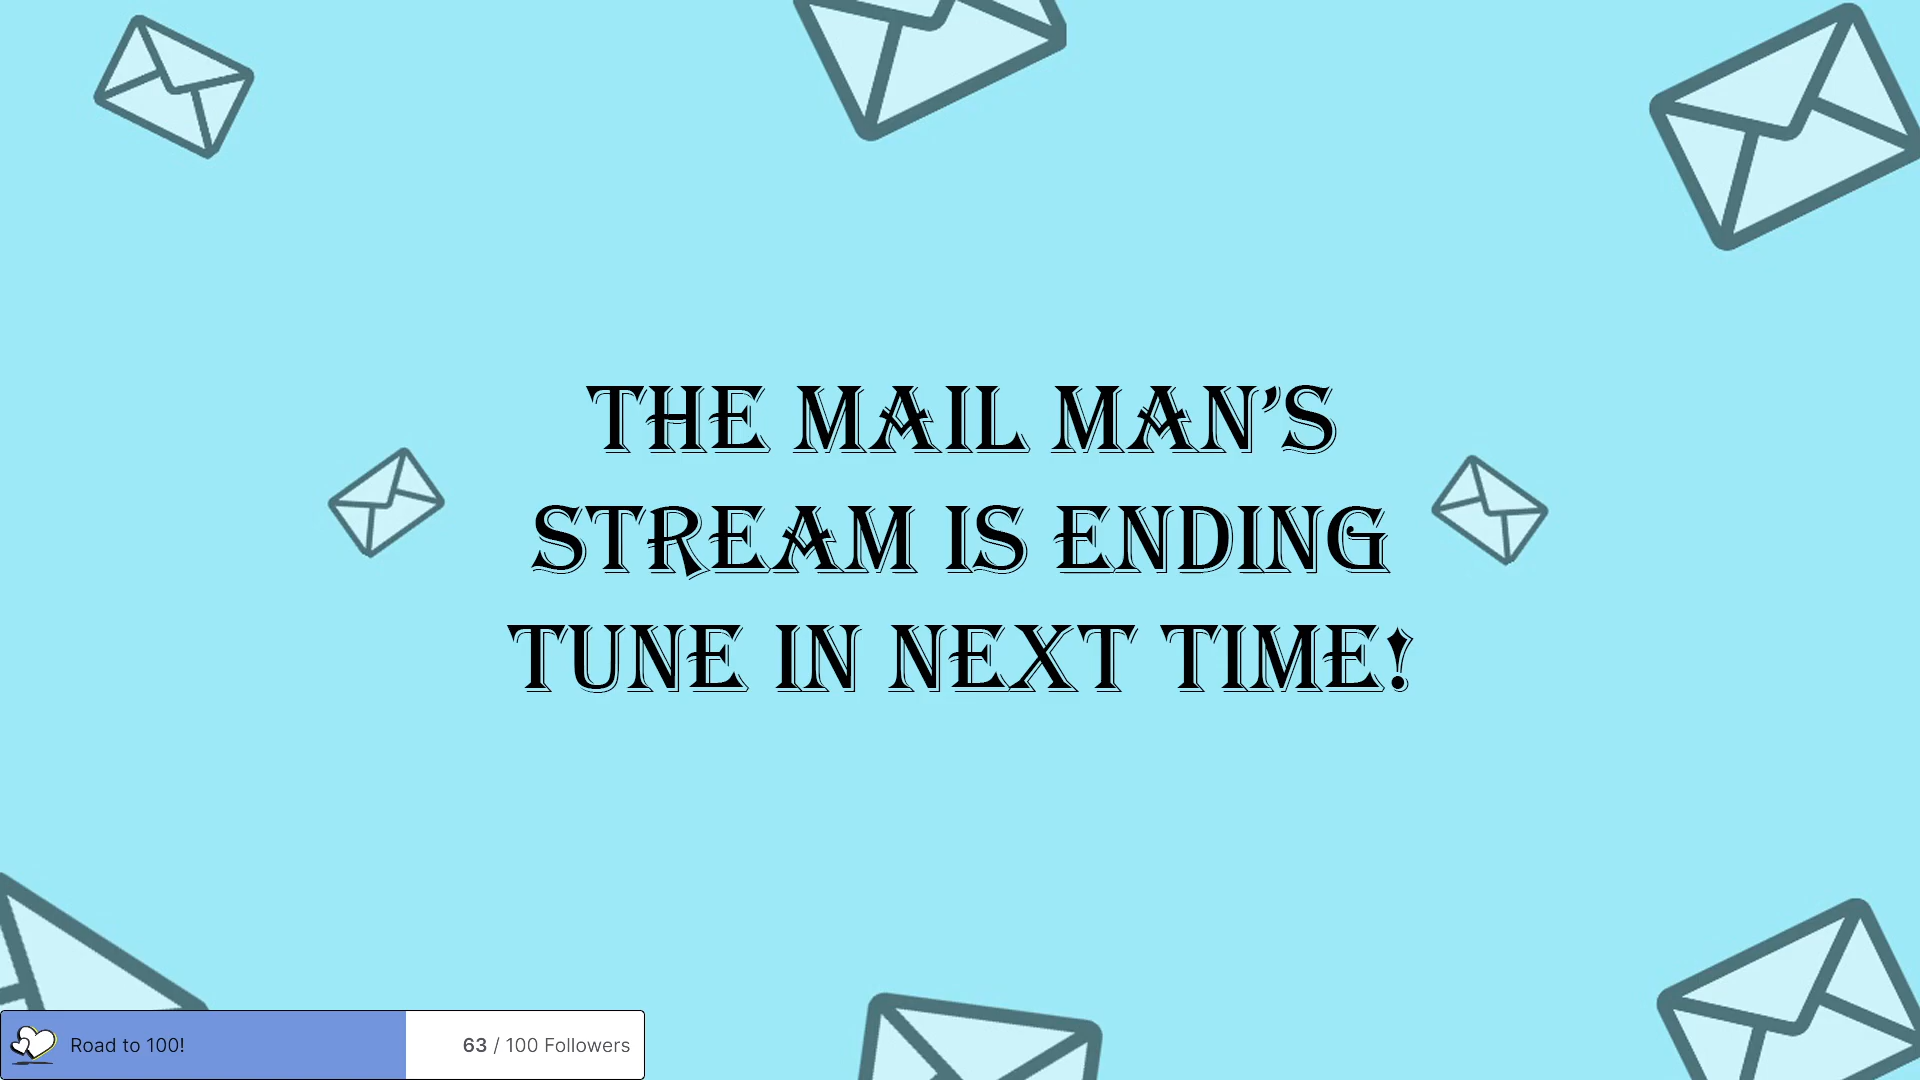 THE MAIL MAN'S
STREAM IS ENDING
TUNE IN NEXT TIME!
Road to 100!
63 / 100 Followers